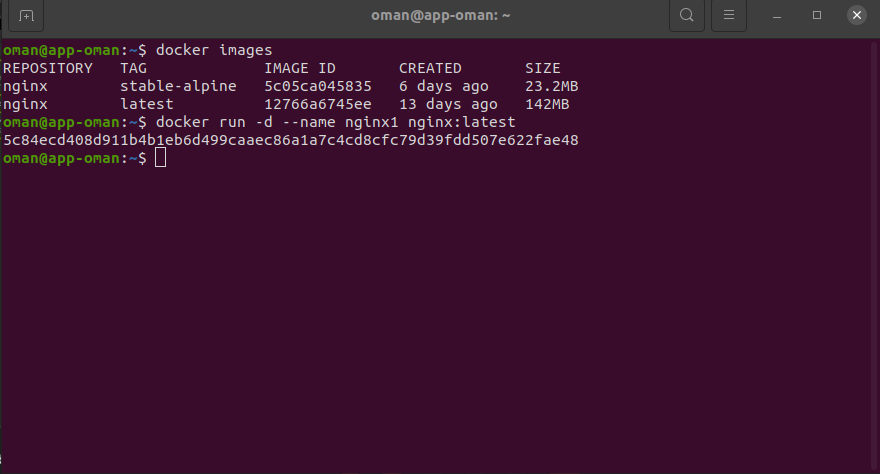 oman@app-oman: ~
oman@app-oman:~$ docker images
REPOSITORY   TAG             IMAGE ID       CREATED       SIZE
nginx        stable-alpine   5c05ca045835   6 days ago    23.2MB
nginx        latest          12766a6745ee   13 days ago   142MB
oman@app-oman:~$ docker run -d --name nginx1 nginx:latest
5c84ecd408d911b4b1eb6d499caaec86a1a7c4cd8cfc79d39fdd507e622fae48
oman@app-oman:~$